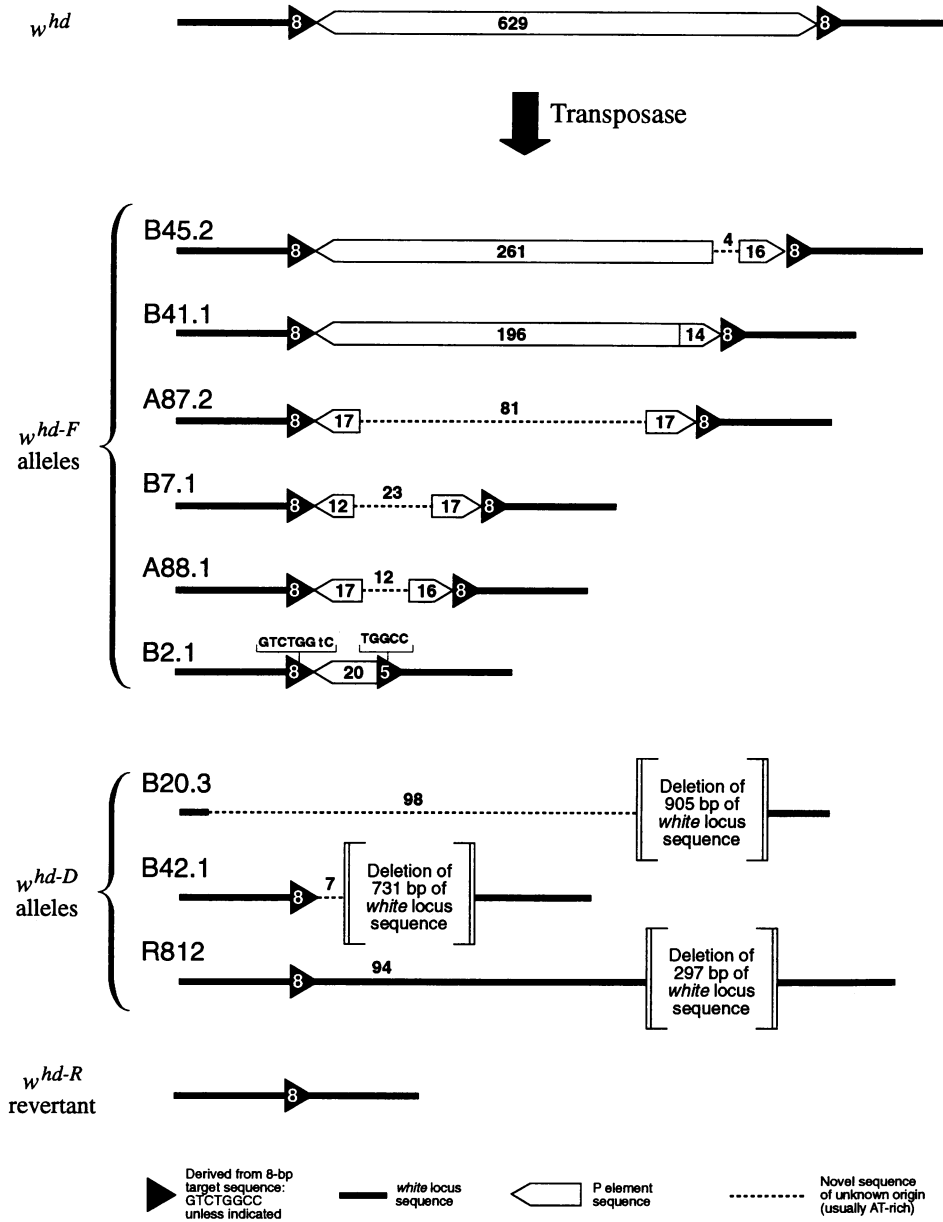 w hd
8 629 8
Transposase
w hd-F
alleles
B45.2
8 261 4 16 8
B41.1
8 196 14 8
A87.2
8 17 81 17 8
B7.1
8 12 23 17 8
A88.1
8 17 12 16 8
B2.1
GTCTGGtC TGGCC
8 20 5
w hd-D
alleles
B20.3
98
Deletion of
905 bp of
white locus
sequence
B42.1
8 7
Deletion of
731 bp of
white locus
sequence
R812
8 94
Deletion of
297 bp of
white locus
sequence
w hd-R
revertant
8
Derived from 8-bp
target sequence:
GTCTGGCC
unless indicated
white locus
sequence
P element
sequence
Novel sequence
of unknown origin
(usually AT-rich)